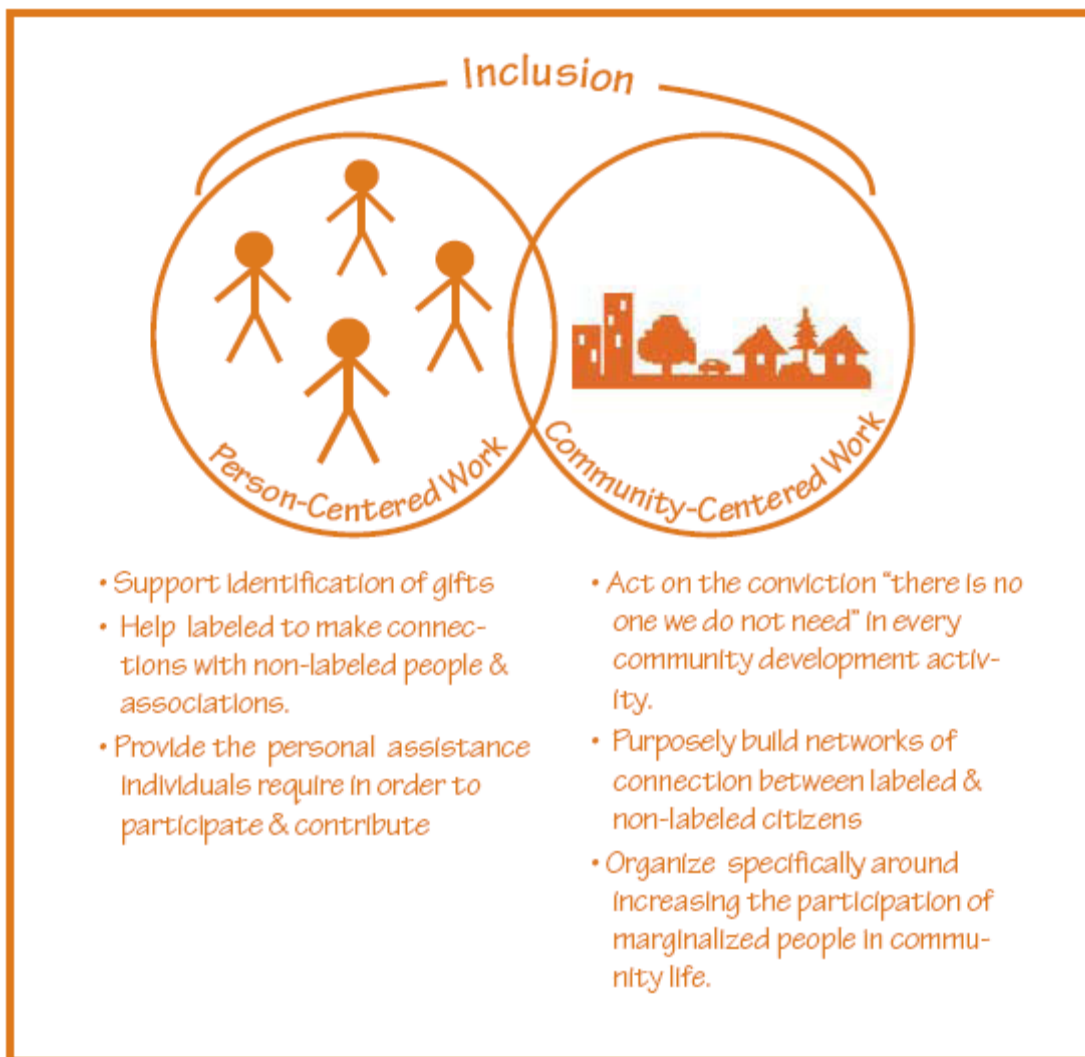 Inclusion
Person-Centered Work
Community-Centered Work
• Support identification of gifts
• Help labeled to make connec-
tions with non-labeled people &
associations.
• Provide the personal assistance
individuals require in order to
participate & contribute
• Act on the conviction “there is no
one we do not need” in every
community development activ-
ity.
• Purposely build networks of
connection between labeled &
non-labeled citizens
• Organize specifically around
increasing the participation of
marginalized people in commu-
nity life.